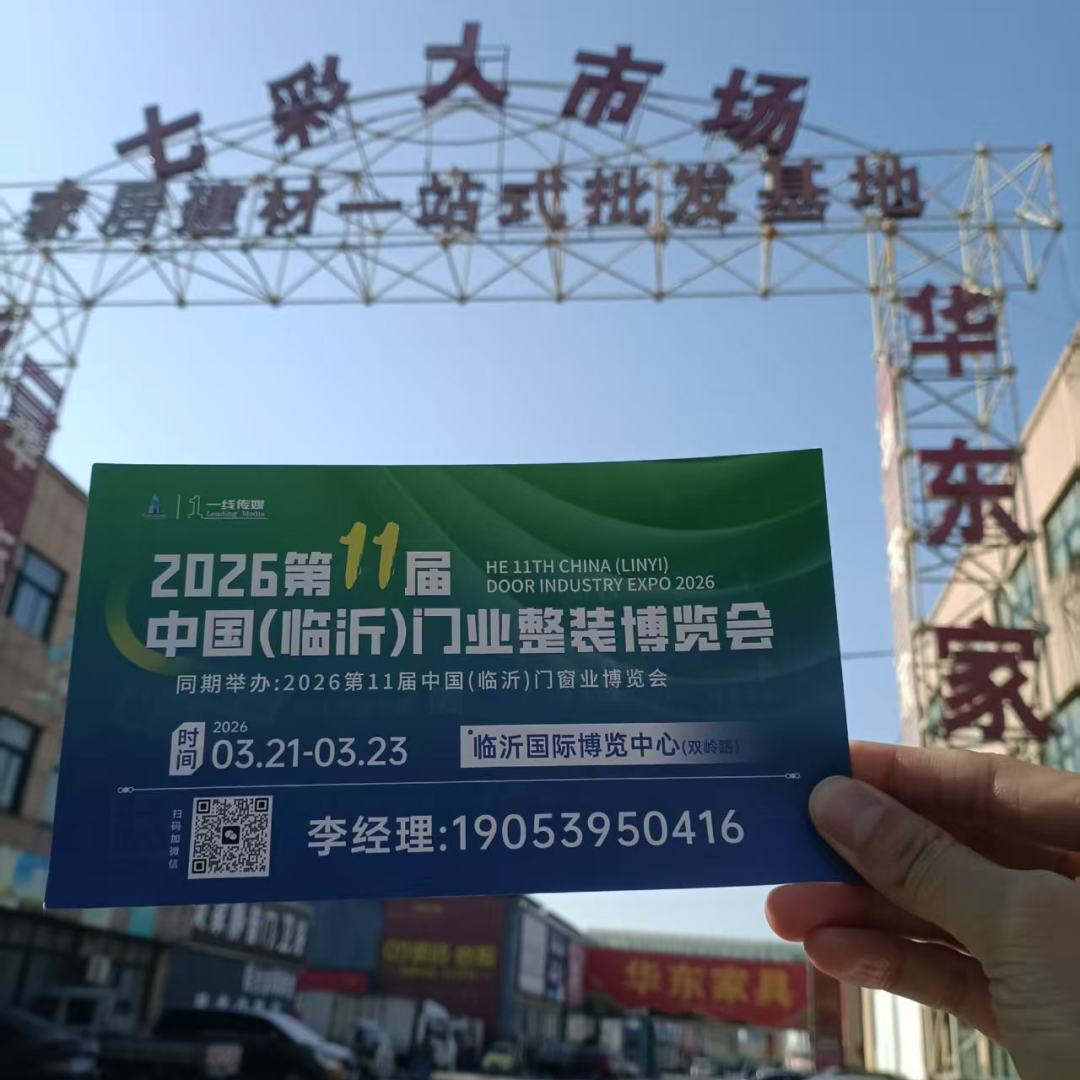 七彩大市场
家居建材一站式批发基地
华东家
一线传媒
Leading Media
2026第11届
HE 11TH CHINA (LINYI)
DOOR INDUSTRY EXPO 2026
中国(临沂)门业整装博览会
同期举办:2026第11届中国(临沂)门窗业博览会
时间
2026
03.21-03.23
临沂国际博览中心(双岭路)
扫码加微信
李经理:19053950416
华东家具